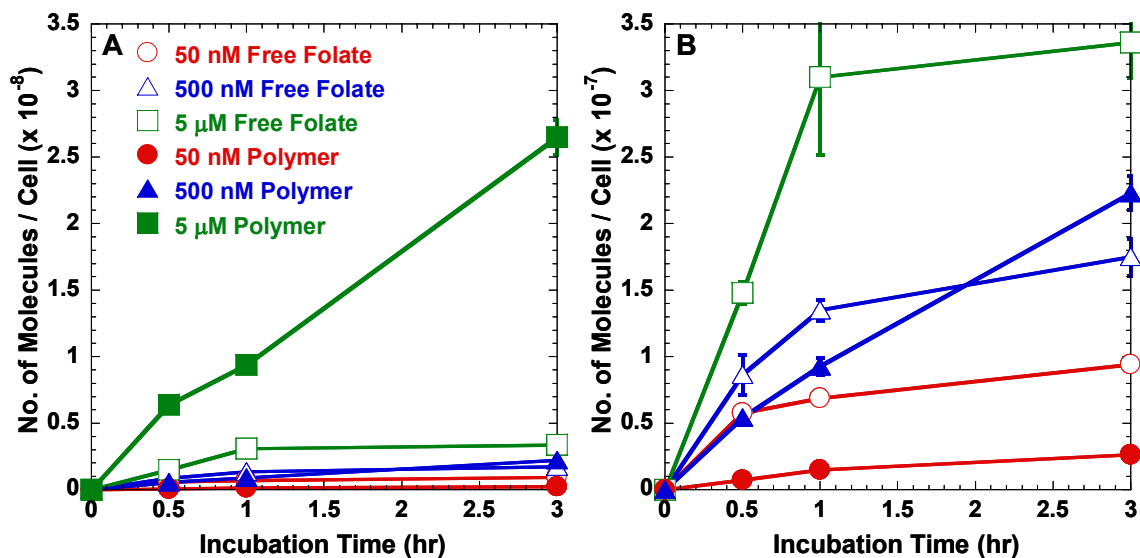 A
50 nM Free Folate
500 nM Free Folate
5 μM Free Folate
50 nM Polymer
500 nM Polymer
5 μM Polymer
No. of Molecules / Cell (x 10^-8)
3.5
3
2.5
2
1.5
1
0.5
0
0 0.5 1 1.5 2 2.5 3
Incubation Time (hr)
B
No. of Molecules / Cell (x 10^-7)
3.5
3
2.5
2
1.5
1
0.5
0
0 0.5 1 1.5 2 2.5 3
Incubation Time (hr)